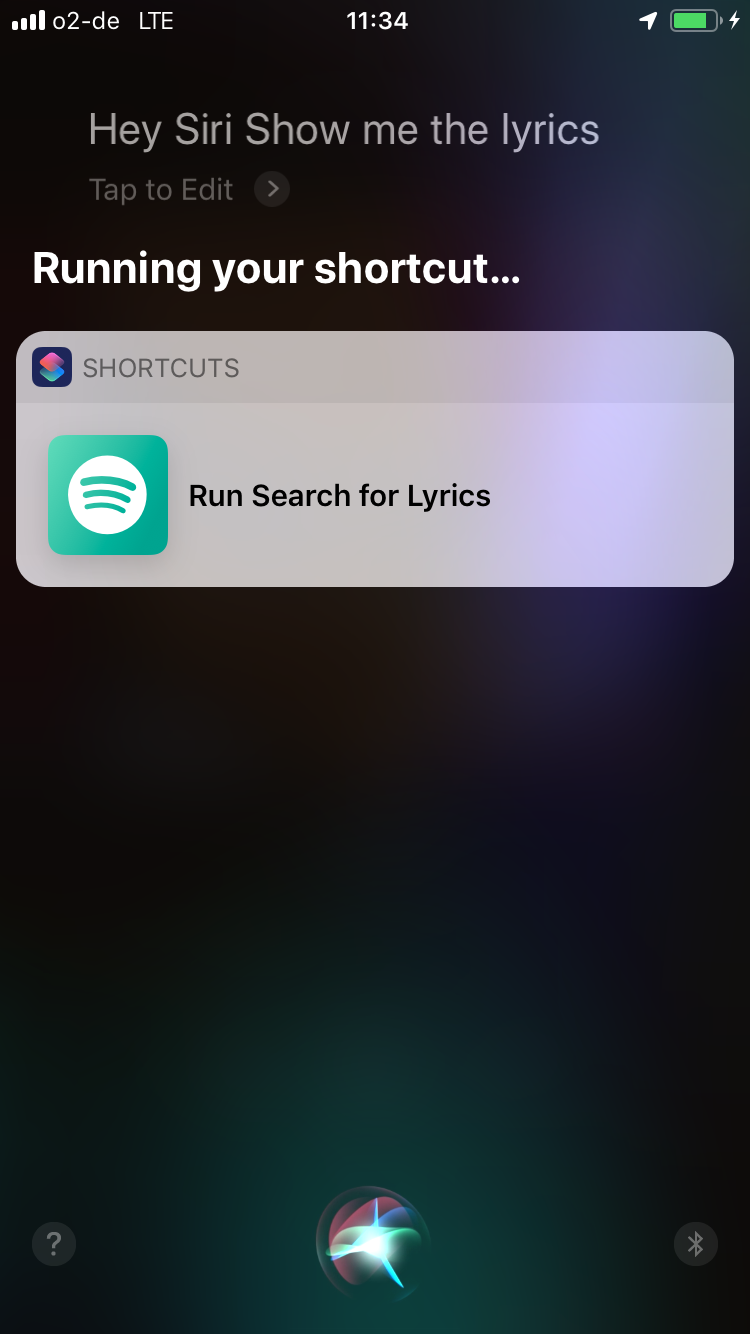 o2-de LTE 11:34
Hey Siri Show me the lyrics
Tap to Edit
Running your shortcut...
SHORTCUTS
Run Search for Lyrics
?